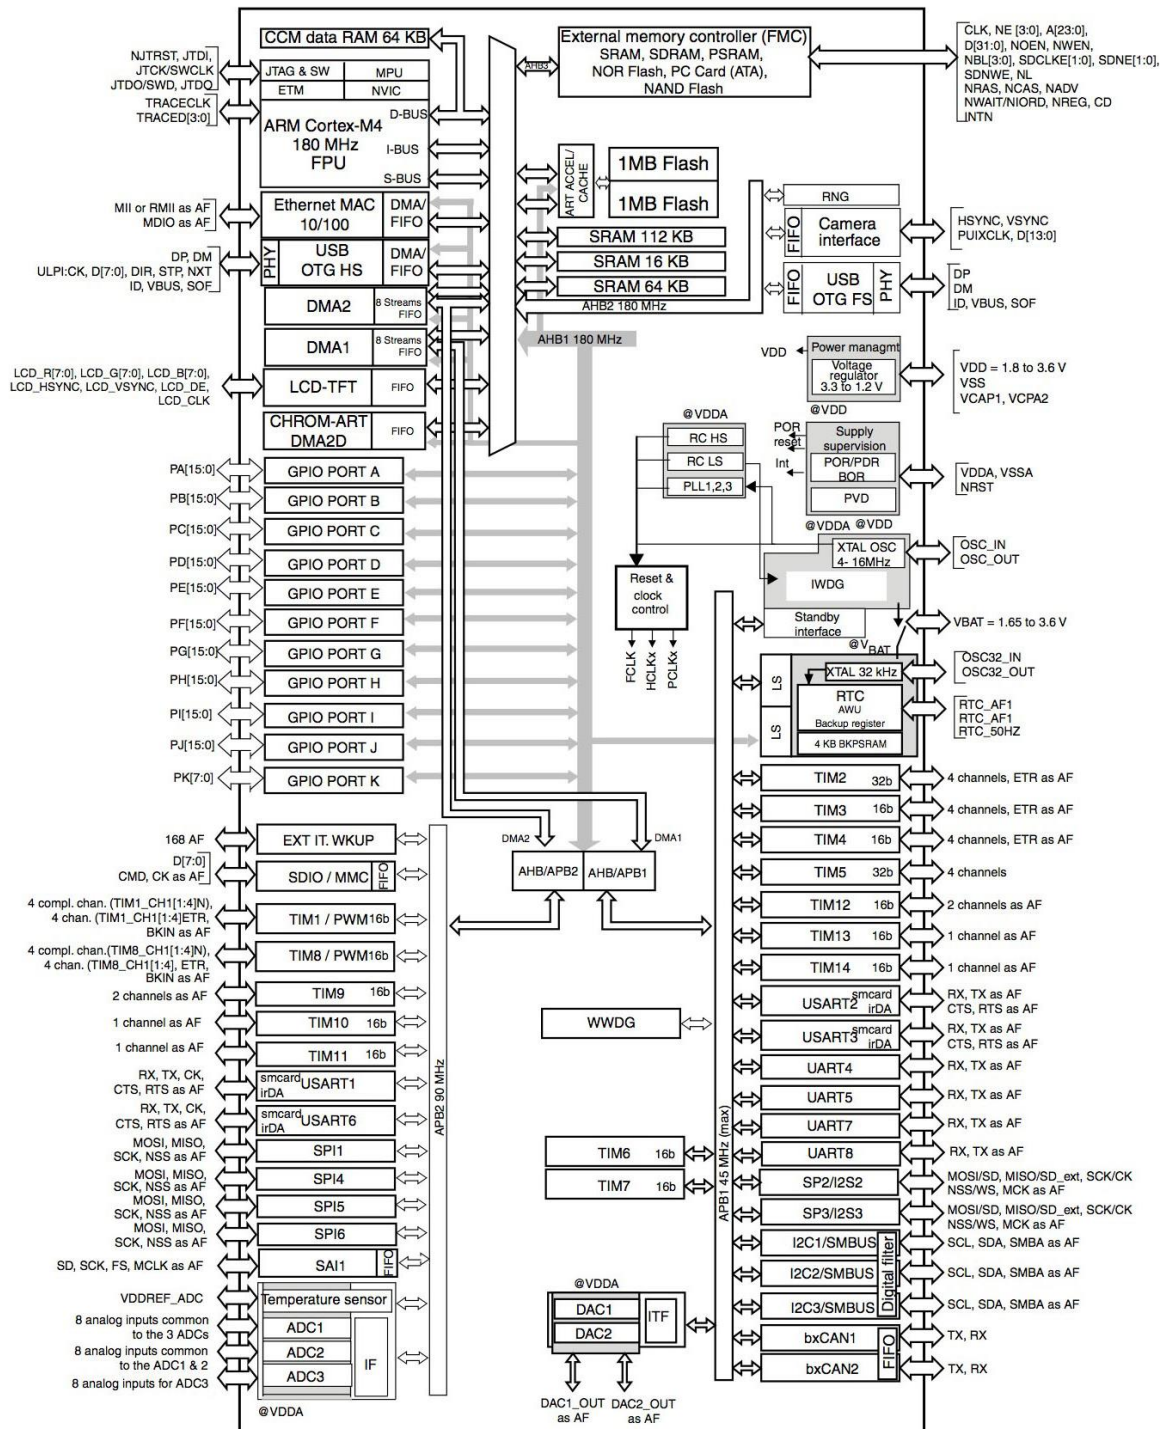 CCM data RAM 64 KB
NJTRST, JTDI,
JTCK/SWCLK
JTDO/SWD, JTDO
JTAG & SW
MPU
ETM
NVIC
TRACECLK
TRACED[3:0]
ARM Cortex-M4
180 MHz
FPU
D-BUS
I-BUS
S-BUS
MII or RMII as AF
MDIO as AF
Ethernet MAC
10/100
DMA/
FIFO
DP, DM
ULPI:CK, D[7:0], DIR, STP, NXT
ID, VBUS, SOF
PHY
USB
OTG HS
DMA/
FIFO
DMA2
8 Streams
FIFO
DMA1
8 Streams
FIFO
LCD_R[7:0], LCD_G[7:0], LCD_B[7:0],
LCD_HSYNC, LCD_VSYNC, LCD_DE,
LCD_CLK
LCD-TFT
FIFO
CHROM-ART
DMA2D
FIFO
AHB3
External memory controller (FMC)
SRAM, SDRAM, PSRAM,
NOR Flash, PC Card (ATA),
NAND Flash
CLK, NE [3:0], A[23:0],
D[31:0], NOEN, NWEN,
NBL[3:0], SDCLKE[1:0], SDNE[1:0],
SDNWE, NL
NRAS, NCAS, NADV
NWAIT/NIORD, NREG, CD
INTN
ART ACCEL/
CACHE
1MB Flash
1MB Flash
SRAM 112 KB
SRAM 16 KB
SRAM 64 KB
AHB2 180 MHz
AHB1 180 MHz
RNG
FIFO
Camera
interface
HSYNC, VSYNC
PUIXCLK, D[13:0]
FIFO
USB
OTG FS
PHY
DP
DM
ID, VBUS, SOF
VDD
Power managmt
Voltage
regulator
3.3 to 1.2 V
@VDD
VDD = 1.8 to 3.6 V
VSS
VCAP1, VCPA2
@VDDA
RC HS
RC LS
PLL1,2,3
POR
reset
Int
Supply
supervision
POR/PDR
BOR
PVD
VDDA, VSSA
NRST
@VDDA
@VDD
XTAL OSC
4- 16MHz
OSC_IN
OSC_OUT
IWDG
Reset &
clock
control
FCLK
HCLKx
PCLKx
Standby
interface
@VBAT
VBAT = 1.65 to 3.6 V
LS
LS
XTAL 32 kHz
OSC32_IN
OSC32_OUT
RTC
AWU
Backup register
4 KB BKPSRAM
RTC_AF1
RTC_AF1
RTC_50HZ
PA[15:0]
GPIO PORT A
PB[15:0]
GPIO PORT B
PC[15:0]
GPIO PORT C
PD[15:0]
GPIO PORT D
PE[15:0]
GPIO PORT E
PF[15:0]
GPIO PORT F
PG[15:0]
GPIO PORT G
PH[15:0]
GPIO PORT H
PI[15:0]
GPIO PORT I
PJ[15:0]
GPIO PORT J
PK[7:0]
GPIO PORT K
DMA2
DMA1
AHB/APB2
AHB/APB1
168 AF
EXT IT. WKUP
D[7:0]
CMD, CK as AF
SDIO / MMC
FIFO
4 compl. chan. (TIM1_CH1[1:4]N),
4 chan. (TIM1_CH1[1:4]ETR,
BKIN as AF
TIM1 / PWM
16b
4 compl. chan.(TIM8_CH1[1:4]N),
4 chan. (TIM8_CH1[1:4], ETR,
BKIN as AF
TIM8 / PWM
16b
2 channels as AF
TIM9
16b
1 channel as AF
TIM10
16b
1 channel as AF
TIM11
16b
RX, TX, CK,
CTS, RTS as AF
smcard
irDA
USART1
RX, TX, CK,
CTS, RTS as AF
smcard
irDA
USART6
MOSI, MISO,
SCK, NSS as AF
SPI1
MOSI, MISO,
SCK, NSS as AF
SPI4
MOSI, MISO,
SCK, NSS as AF
SPI5
MOSI, MISO,
SCK, NSS as AF
SPI6
SD, SCK, FS, MCLK as AF
SAI1
FIFO
APB2 90 MHz
VDDREF_ADC
Temperature sensor
8 analog inputs common
to the 3 ADCs
ADC1
8 analog inputs common
to the ADC1 & 2
ADC2
8 analog inputs for ADC3
ADC3
IF
@VDDA
WWDG
TIM6
16b
TIM7
16b
@VDDA
DAC1
DAC2
ITF
DAC1_OUT
as AF
DAC2_OUT
as AF
APB1 45 MHz (max)
TIM2
32b
4 channels, ETR as AF
TIM3
16b
4 channels, ETR as AF
TIM4
16b
4 channels, ETR as AF
TIM5
32b
4 channels
TIM12
16b
2 channels as AF
TIM13
16b
1 channel as AF
TIM14
16b
1 channel as AF
USART2
smcard
irDA
RX, TX as AF
CTS, RTS as AF
USART3
smcard
irDA
RX, TX as AF
CTS, RTS as AF
UART4
RX, TX as AF
UART5
RX, TX as AF
UART7
RX, TX as AF
UART8
RX, TX as AF
SP2/I2S2
MOSI/SD, MISO/SD_ext, SCK/CK
NSS/WS, MCK as AF
SP3/I2S3
MOSI/SD, MISO/SD_ext, SCK/CK
NSS/WS, MCK as AF
I2C1/SMBUS
SCL, SDA, SMBA as AF
I2C2/SMBUS
SCL, SDA, SMBA as AF
I2C3/SMBUS
SCL, SDA, SMBA as AF
Digital filter
bxCAN1
TX, RX
bxCAN2
TX, RX
FIFO